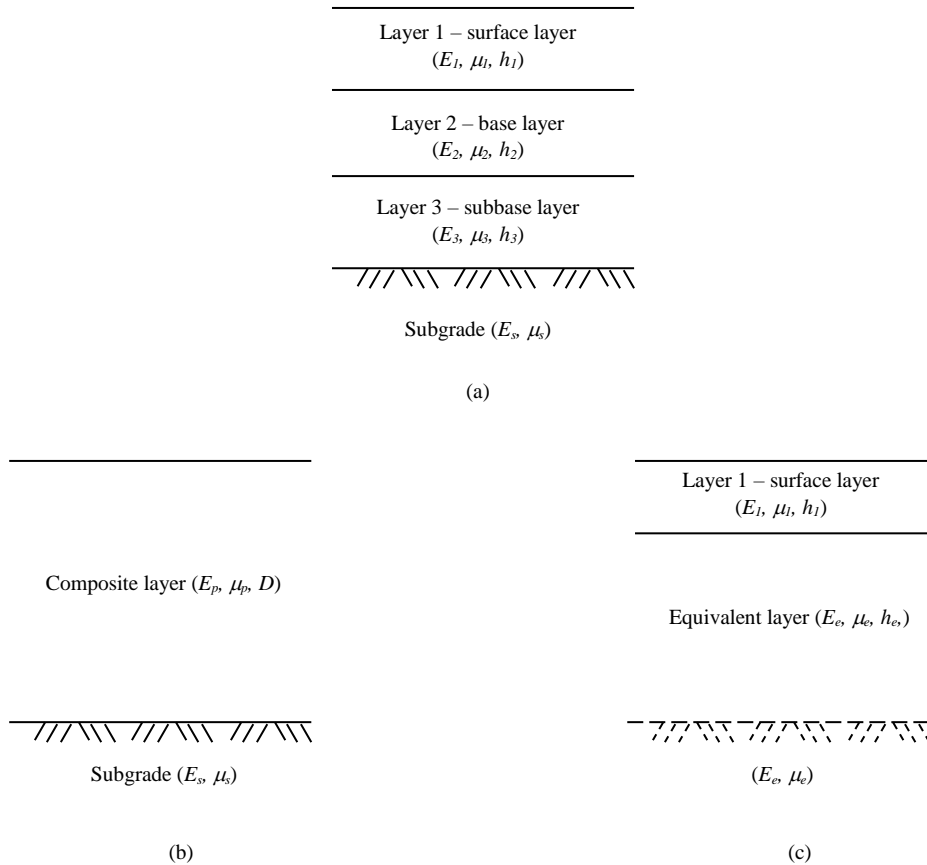 Layer 1 – surface layer
(E1, μ1, h1)
Layer 2 – base layer
(E2, μ2, h2)
Layer 3 – subbase layer
(E3, μ3, h3)
Subgrade (Es, μs)
(a)
Composite layer (Ep, μp, D)
Subgrade (Es, μs)
(b)
Layer 1 – surface layer
(E1, μ1, h1)
Equivalent layer (Ee, μe, he,)
(Ee, μe)
(c)